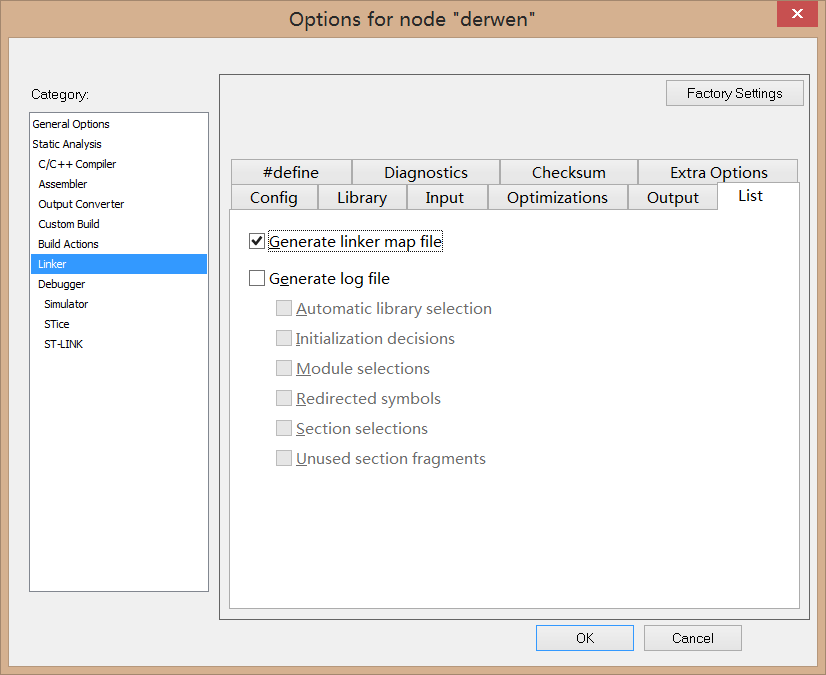 Options for node "derwen"
Category:
General Options
Static Analysis
C/C++ Compiler
Assembler
Output Converter
Custom Build
Build Actions
Linker
Debugger
Simulator
STice
ST-LINK
Factory Settings
#define Diagnostics Checksum Extra Options
Config Library Input Optimizations Output List
Generate linker map file
Generate log file
Automatic library selection
Initialization decisions
Module selections
Redirected symbols
Section selections
Unused section fragments
OK Cancel